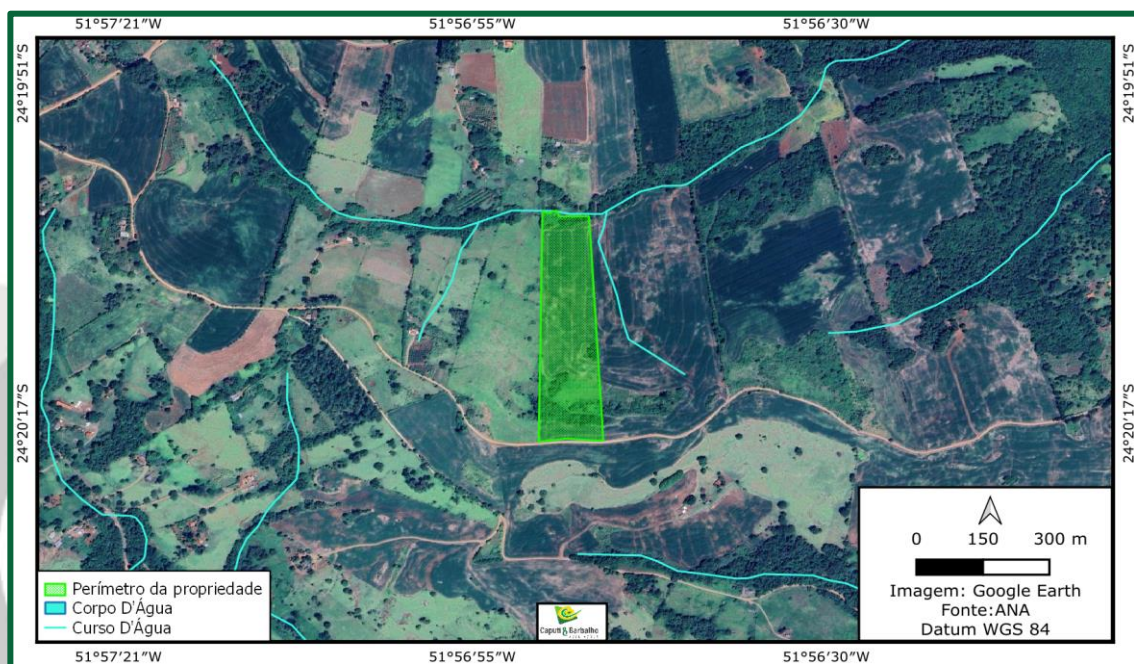 51°57'21"W 51°56'55"W 51°56'30"W
24°19'51"S 24°19'51"S
24°20'17"S 24°20'17"S
0 150 300 m
Imagem: Google Earth
Fonte:ANA
Datum WGS 84
Perímetro da propriedade
Corpo D'Água
Curso D'Água
Caputi & Barbalho
51°57'21"W 51°56'55"W 51°56'30"W